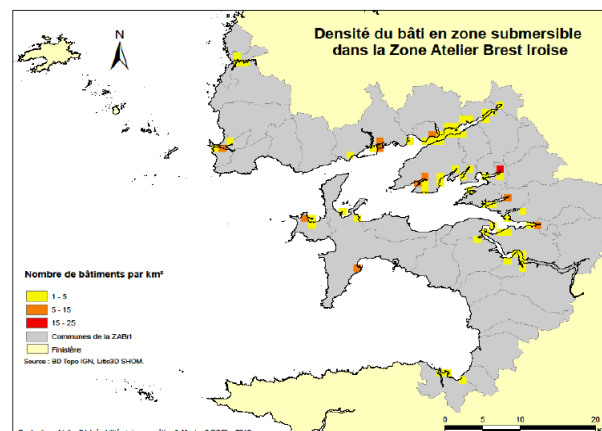 Densité du bâti en zone submersible
dans la Zone Atelier Brest Iroise
N
Nombre de bâtiments par km²
1 - 5
5 - 15
15 - 25
Communes de la ZABrI
Finistère
Source : BD Topo IGN, Litto3D SHOM.
0 5 10 20